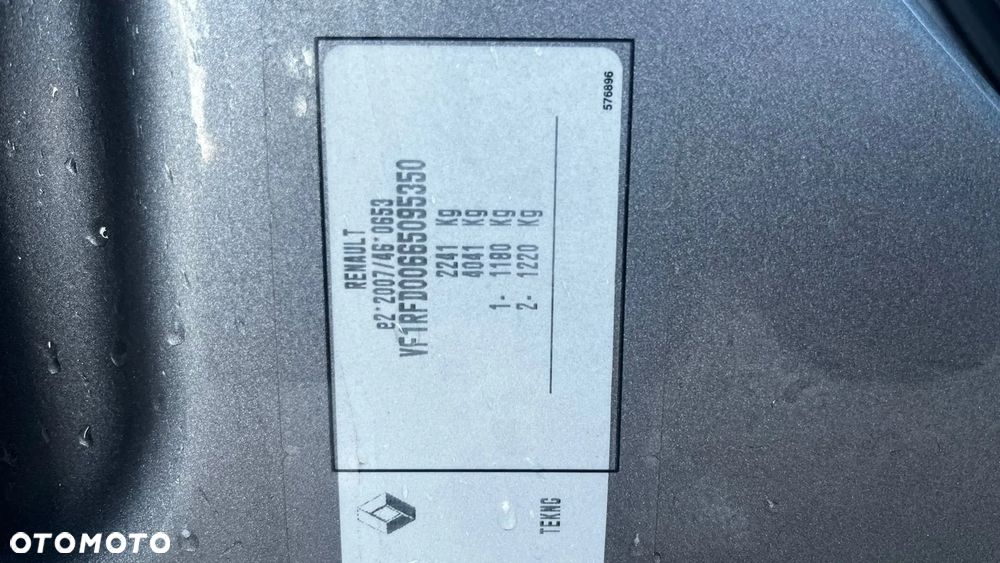 RENAULT
e2*2007/46*0653
VF1RFD00665095350
2241 Kg
4041 Kg
1- 1180 Kg
2- 1220 Kg
576896
TEKNG
OTOMOTO